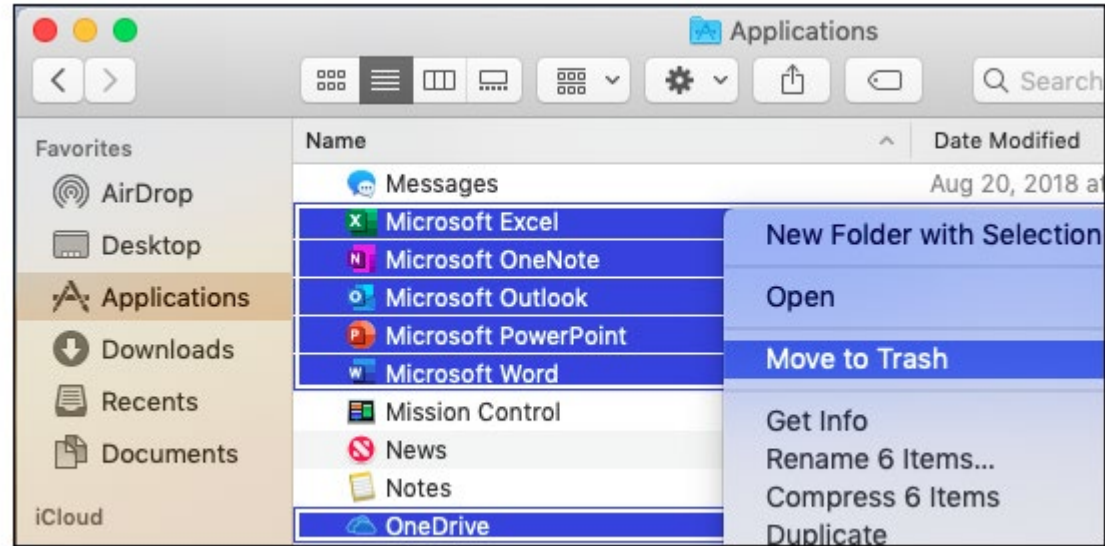 Applications
Search
Favorites
AirDrop
Desktop
Applications
Downloads
Recents
Documents
iCloud
Name
Date Modified
Messages
Aug 20, 2018 at
Microsoft Excel
Microsoft OneNote
Microsoft Outlook
Microsoft PowerPoint
Microsoft Word
Mission Control
News
Notes
OneDrive
New Folder with Selection
Open
Move to Trash
Get Info
Rename 6 Items...
Compress 6 Items
Duplicate